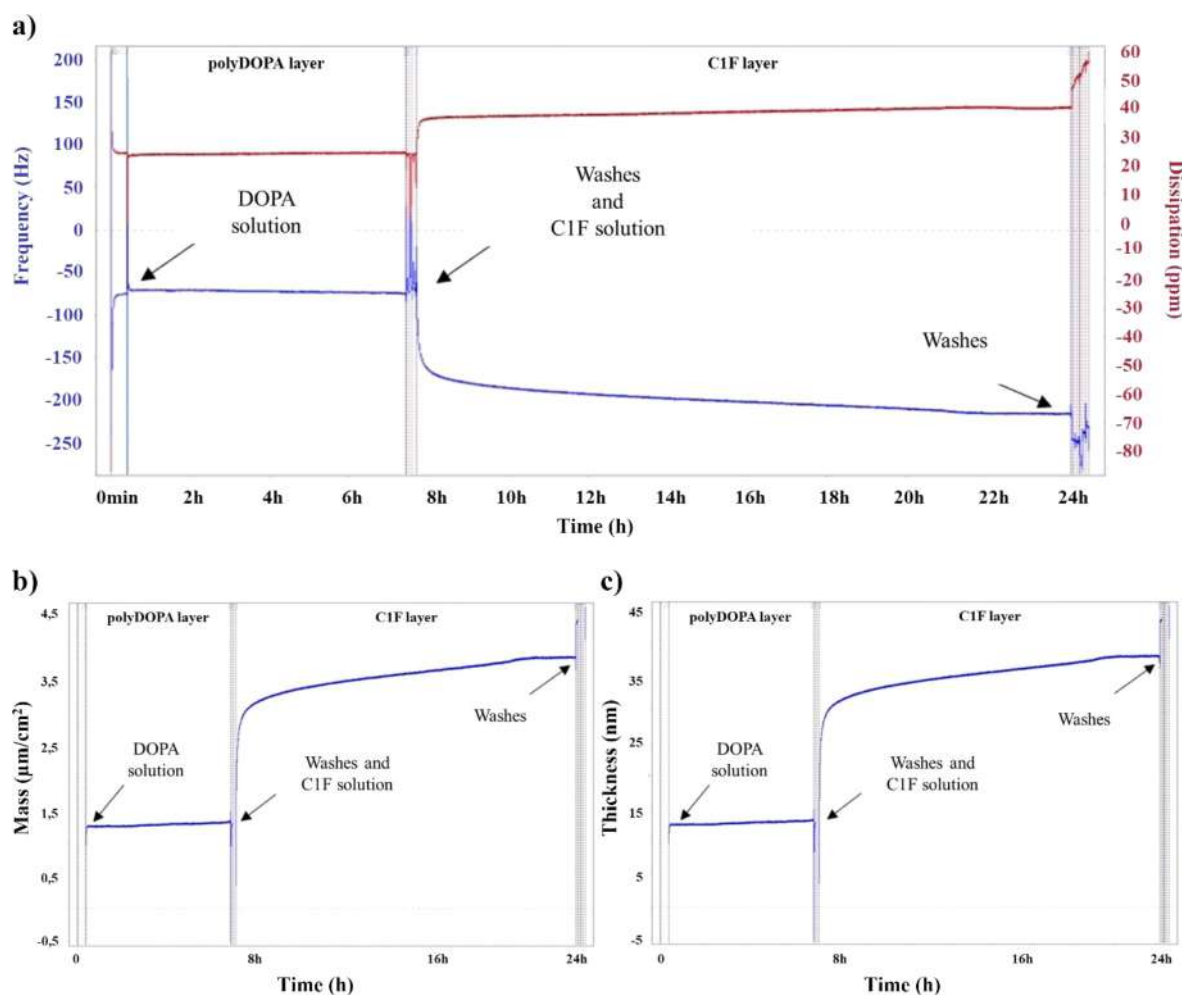 a)
polyDOPA layer
C1F layer
200
150
100
50
0
-50
-100
-150
-200
-250
Frequency (Hz)
60
50
40
30
20
10
0
-10
-20
-30
-40
-50
-60
-70
-80
Dissipation (ppm)
DOPA
solution
Washes
and
C1F solution
Washes
0min 2h 4h 6h 8h 10h 12h 14h 16h 18h 20h 22h 24h
Time (h)
b)
4,5
3,5
2,5
1,5
0,5
-0,5
Mass (µm/cm²)
polyDOPA layer
C1F layer
DOPA
solution
Washes and
C1F solution
Washes
0 8h 16h 24h
Time (h)
c)
45
35
25
15
5
-5
Thickness (nm)
polyDOPA layer
C1F layer
DOPA
solution
Washes and
C1F solution
Washes
0 8h 16h 24h
Time (h)